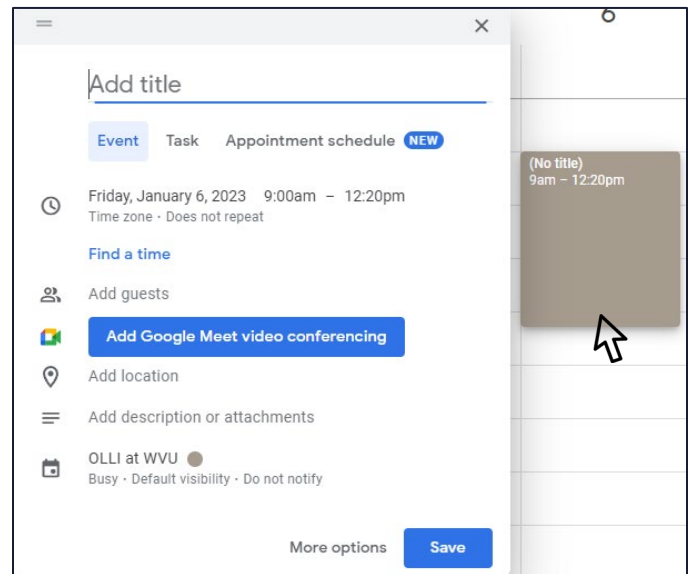 6
Add title
Event Task Appointment schedule NEW
Friday, January 6, 2023 9:00am – 12:20pm
Time zone · Does not repeat
Find a time
Add guests
Add Google Meet video conferencing
Add location
Add description or attachments
OLLI at WVU
Busy · Default visibility · Do not notify
More options Save
(No title)
9am – 12:20pm